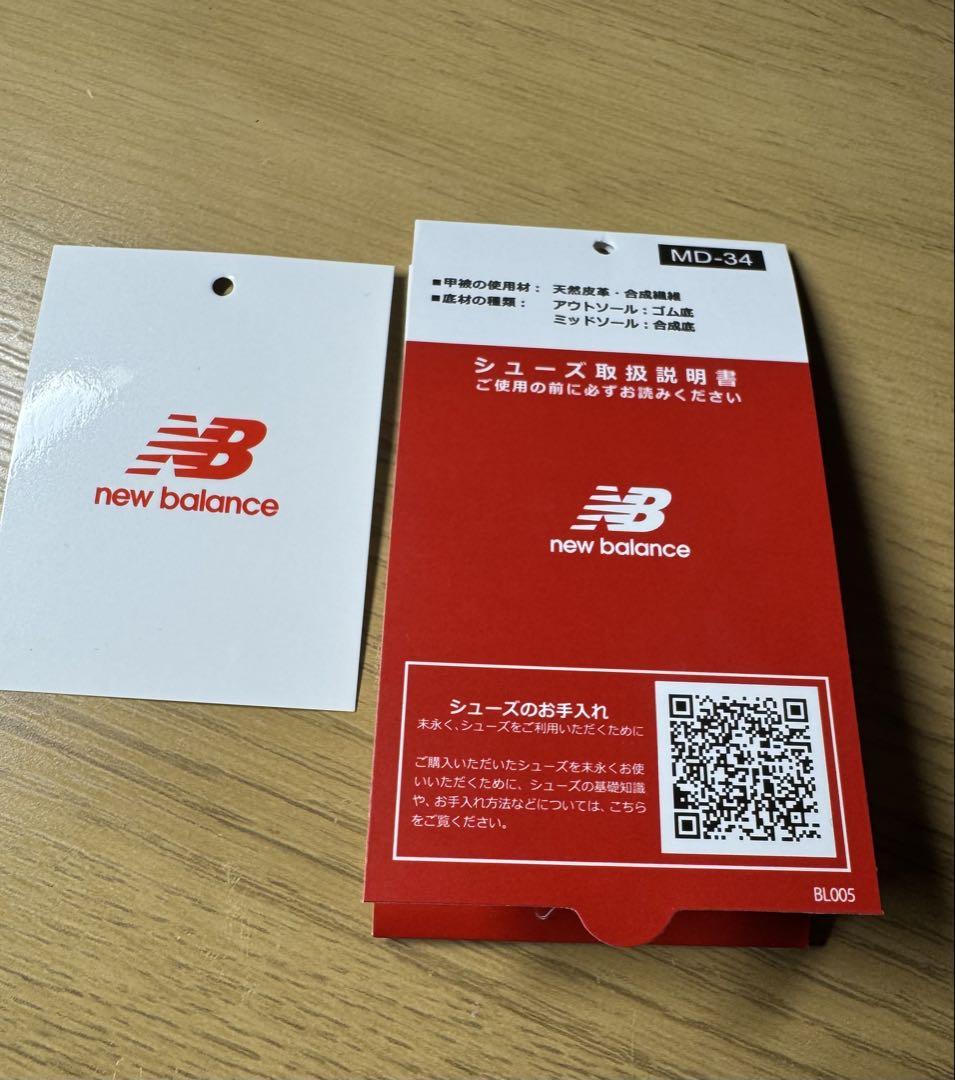 NB
new balance
MD-34
■甲被の使用材： 天然皮革・合成繊維
■底材の種類： アウトソール：ゴム底
ミッドソール：合成底
シューズ取扱説明書
ご使用の前に必ずお読みください
NB
new balance
シューズのお手入れ
末永く、シューズをご利用いただくために
ご購入いただいたシューズを末永くお使
いいただくために、シューズの基礎知識
や、お手入れ方法などについては、こちら
をご覧ください。
BL005